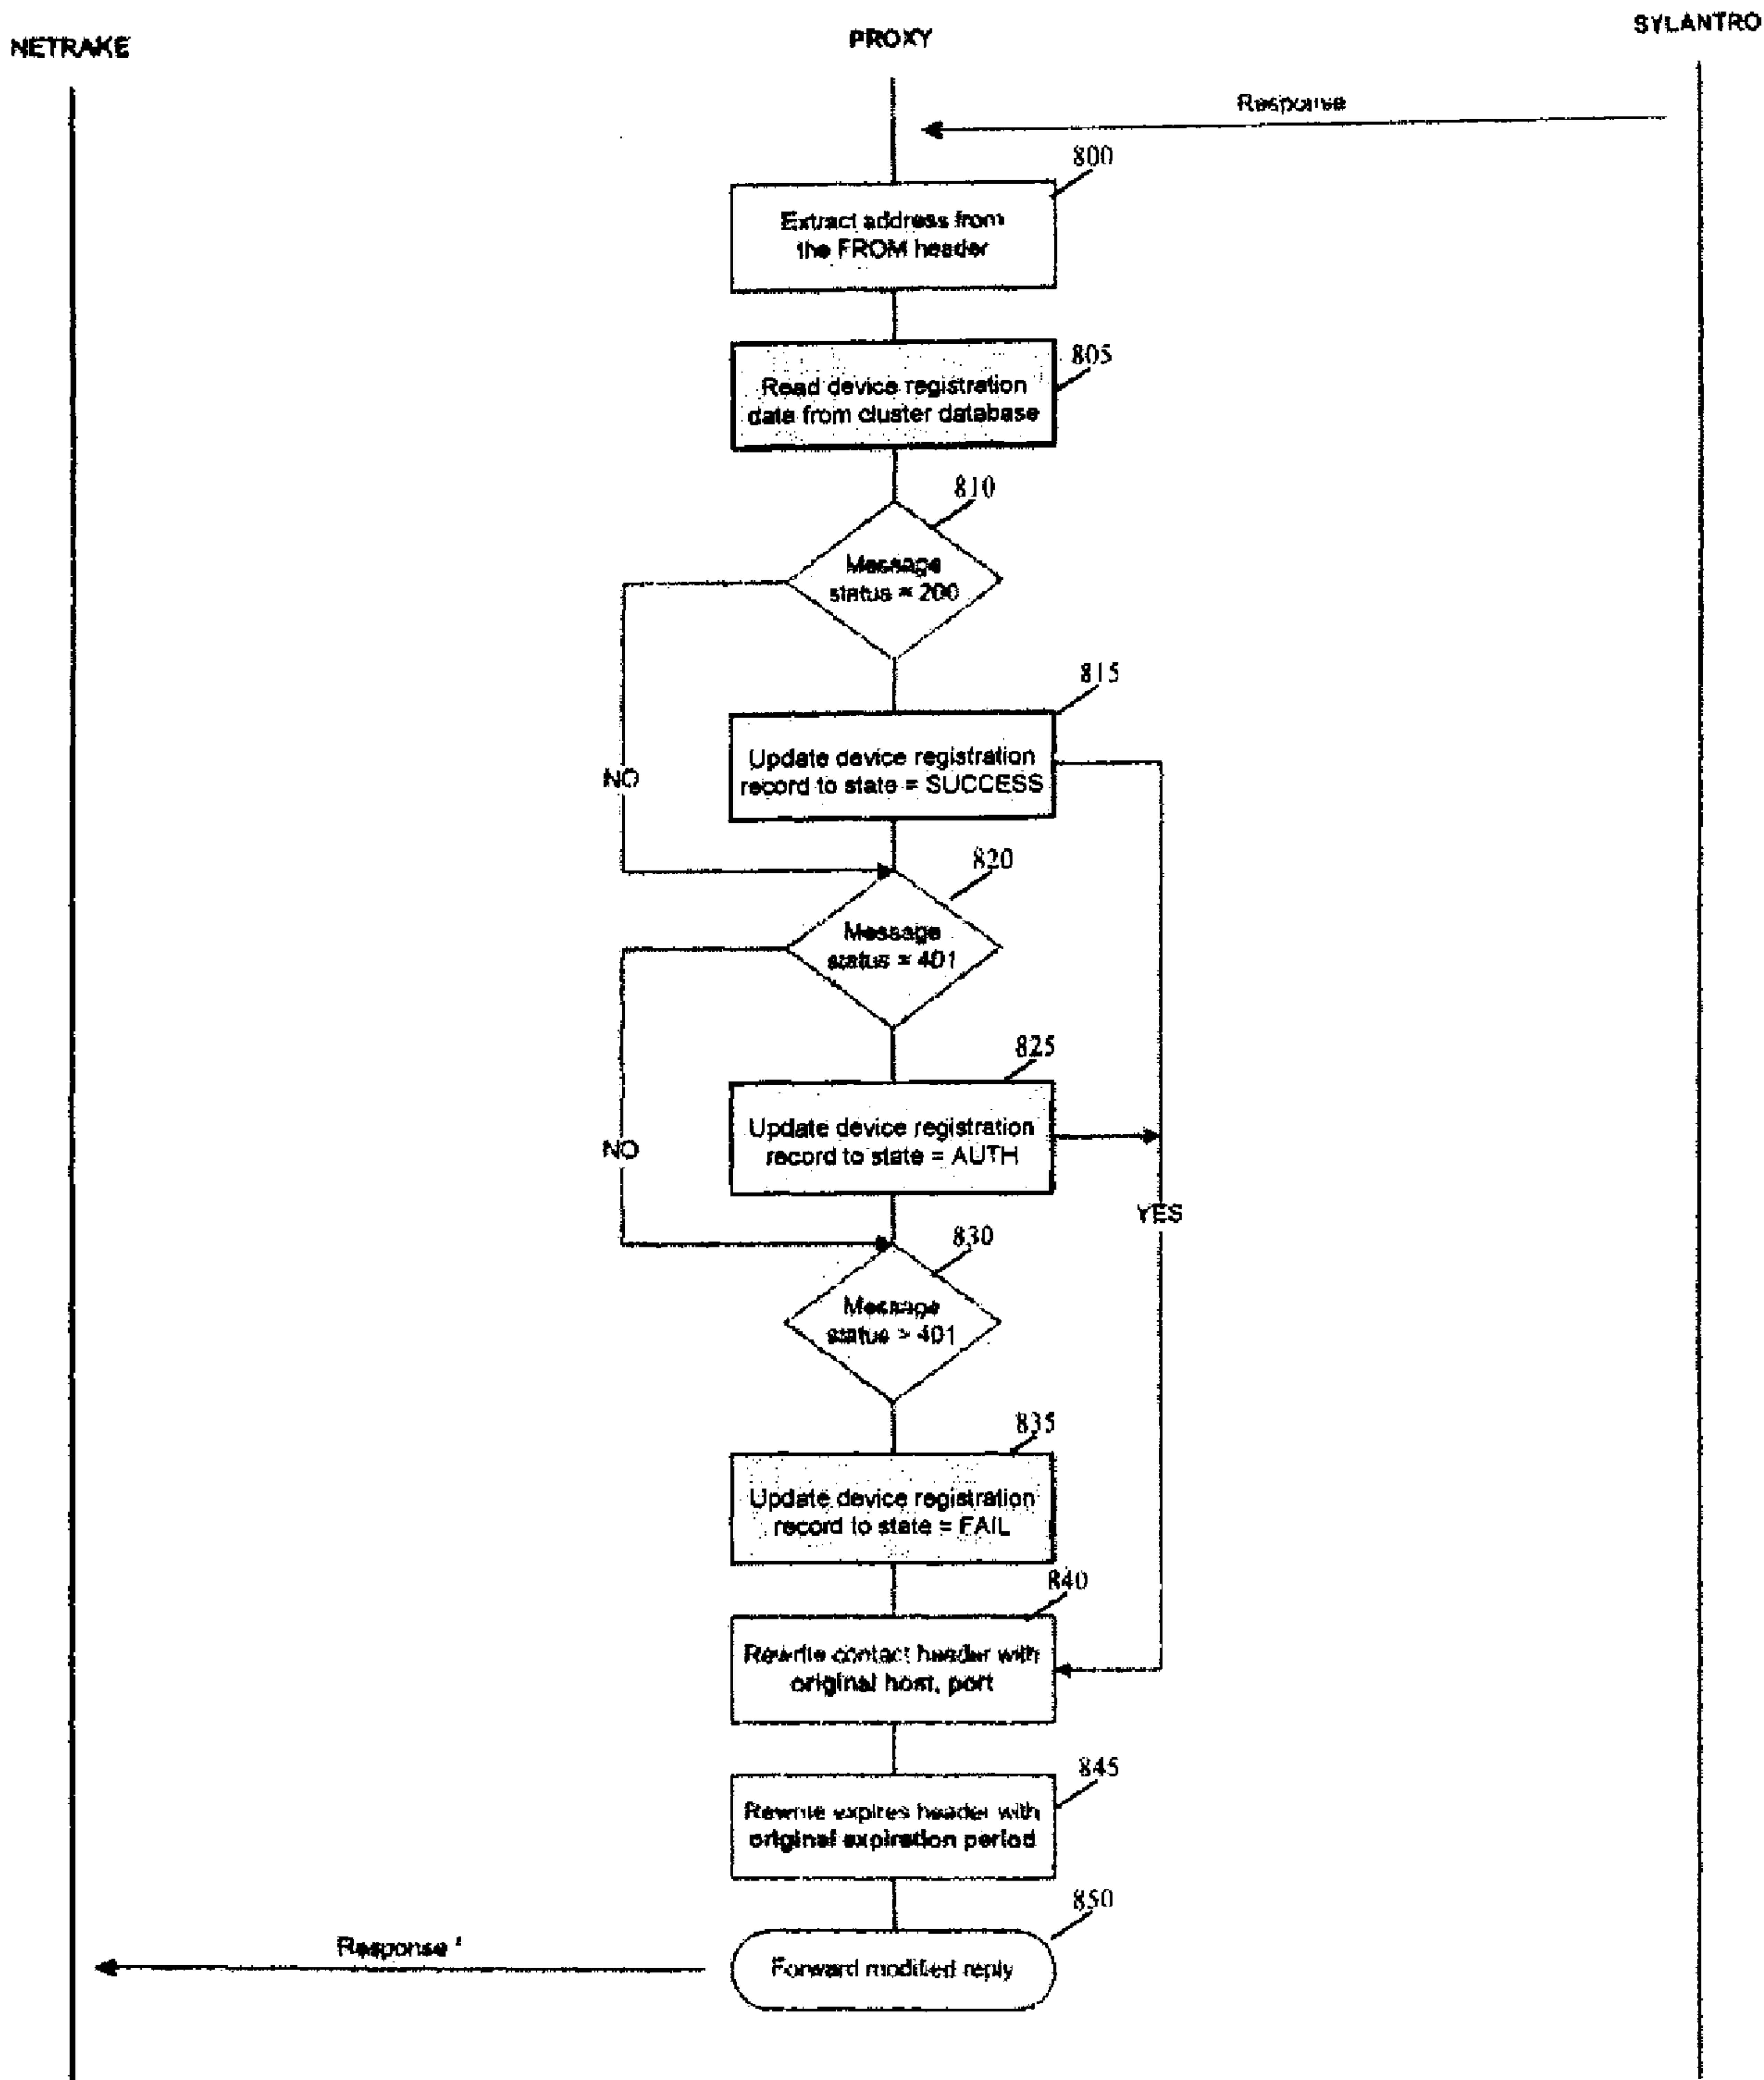 NETRAKE
PROXY
SYLANTRO
Response
800
Extract address from
the FROM header
805
Read device registration
data from cluster database
810
Message
status = 200
815
Update device registration
record to state = SUCCESS
NO
820
Message
status = 401
825
Update device registration
record to state = AUTH
NO
YES
830
Message
status > 401
835
Update device registration
record to state = FAIL
840
Rewrite contact header with
original host, port
845
Rewrite expires header with
original expiration period
850
Response '
Forward modified reply